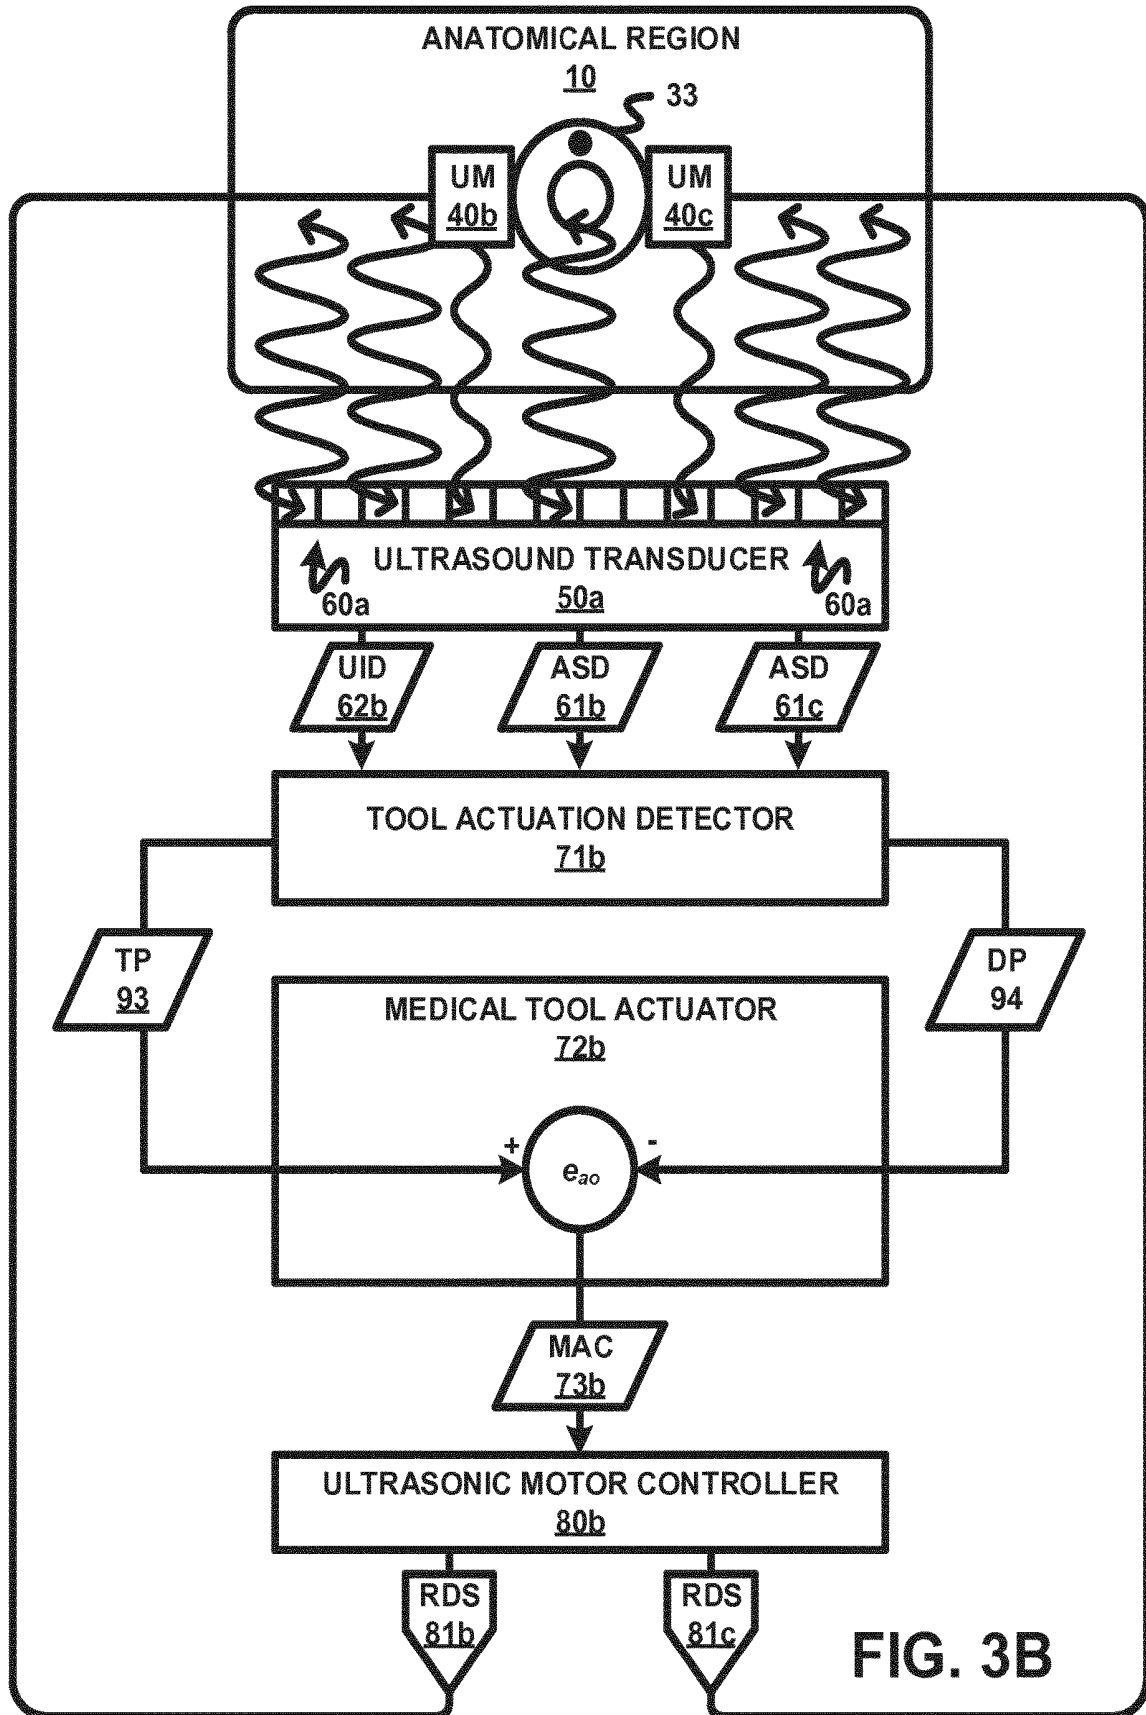 ANATOMICAL REGION
10
33
UM
40b
UM
40c
ULTRASOUND TRANSDUCER
50a
60a
60a
UID
62b
ASD
61b
ASD
61c
TOOL ACTUATION DETECTOR
71b
TP
93
DP
94
MEDICAL TOOL ACTUATOR
72b
+
-
eao
MAC
73b
ULTRASONIC MOTOR CONTROLLER
80b
RDS
81b
RDS
81c
FIG. 3B